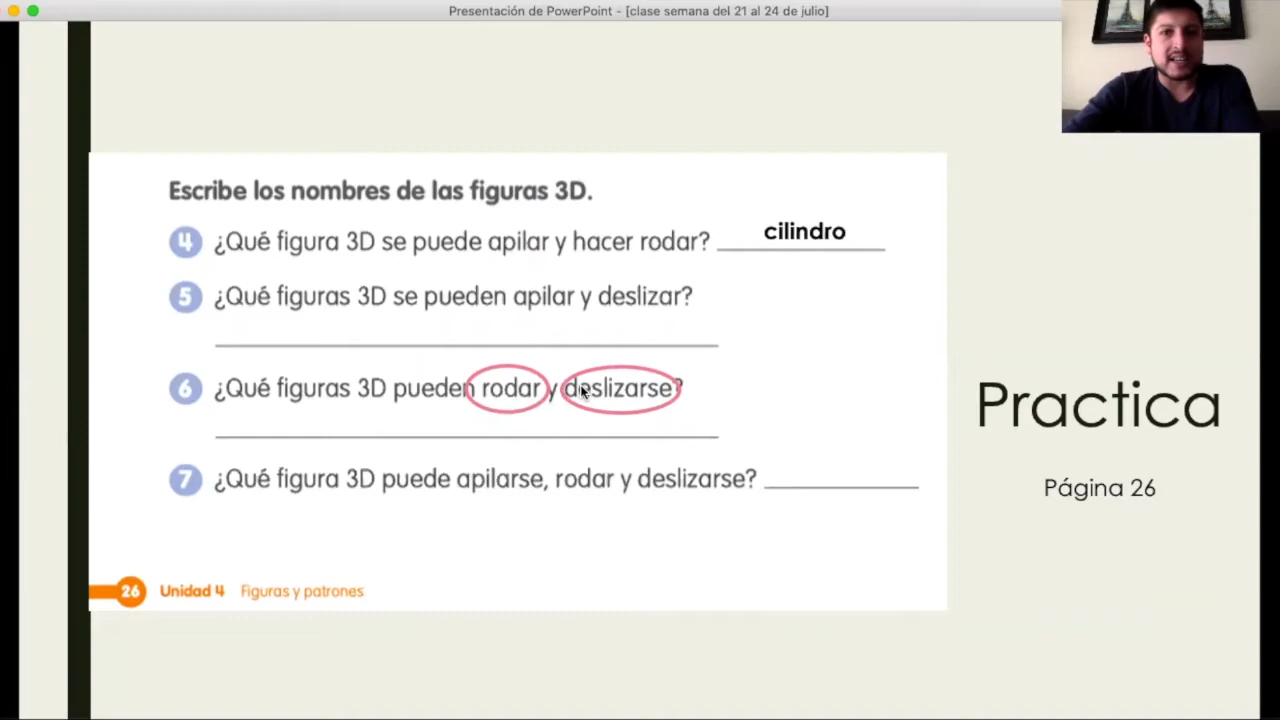 Presentación de PowerPoint - [clase semana del 21 al 24 de julio]
Escribe los nombres de las figuras 3D.
4 ¿Qué figura 3D se puede apilar y hacer rodar? cilindro
5 ¿Qué figuras 3D se pueden apilar y deslizar?
6 ¿Qué figuras 3D pueden rodar y deslizarse?
7 ¿Qué figura 3D puede apilarse, rodar y deslizarse?
26 Unidad 4 Figuras y patrones
Practica
Página 26